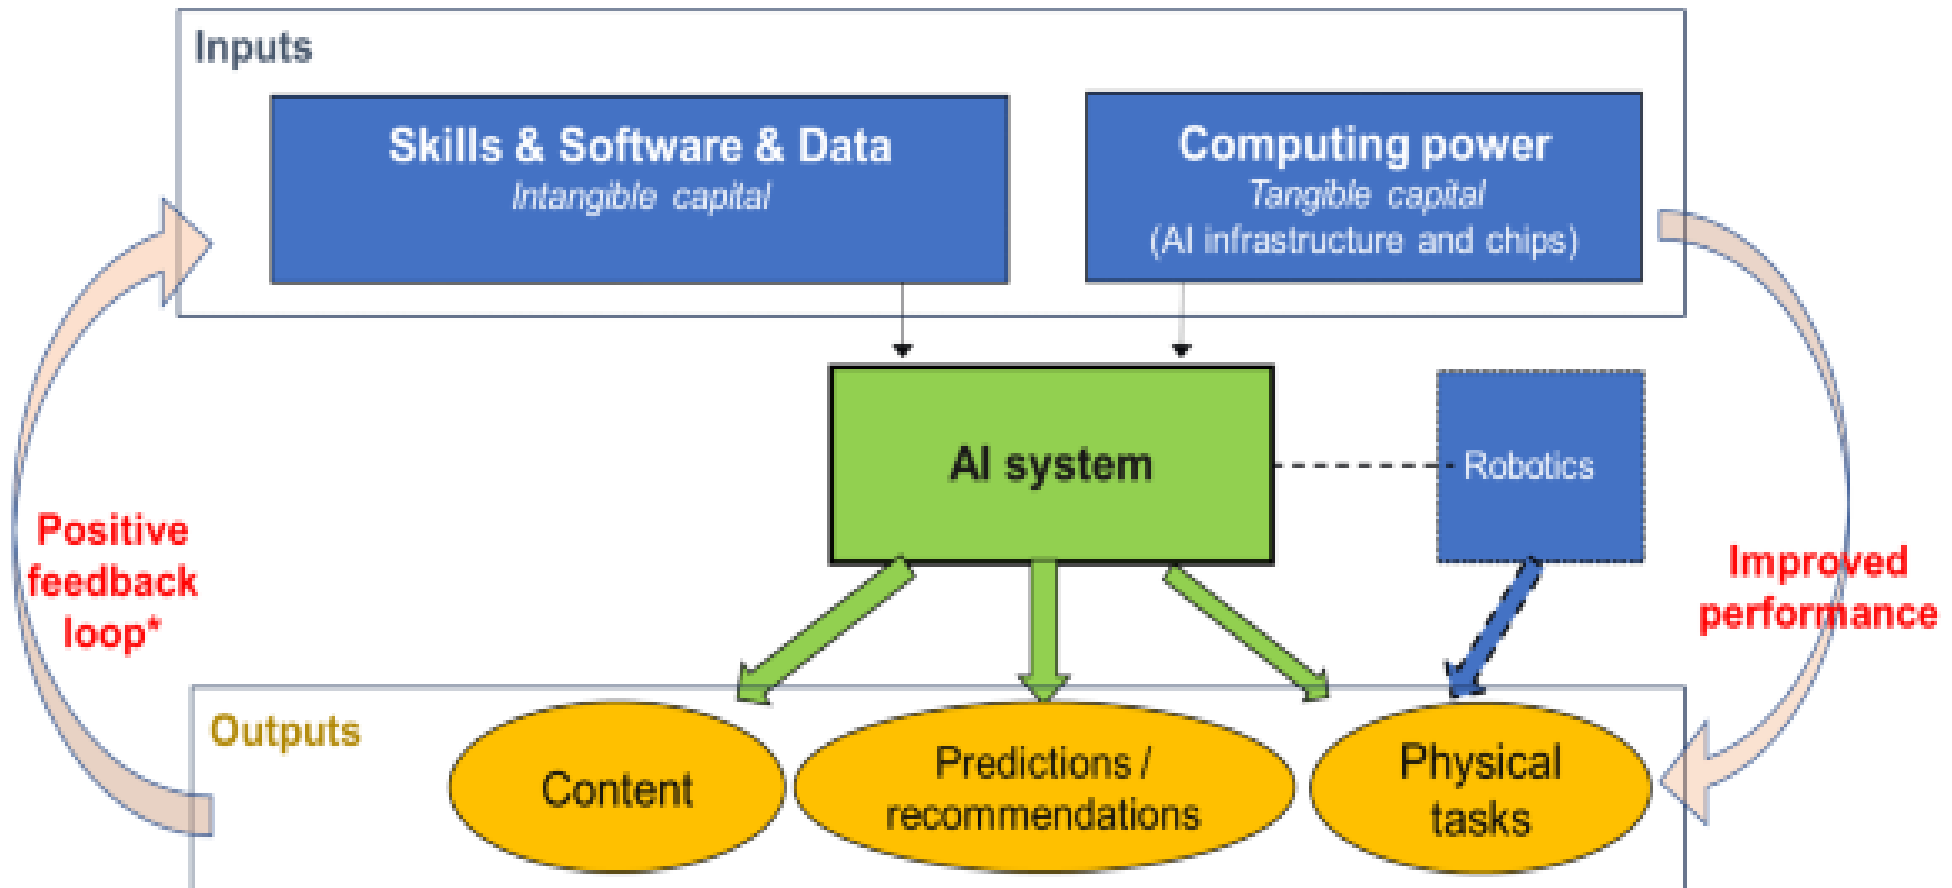 Inputs
Skills & Software & Data
Intangible capital
Computing power
Tangible capital
(AI infrastructure and chips)
AI system
Robotics
Positive
feedback
loop*
Improved
performance
Outputs
Content
Predictions /
recommendations
Physical
tasks